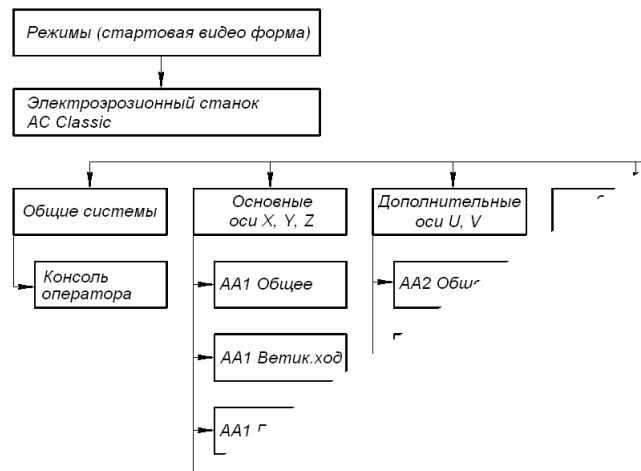 Режимы (стартовая видео форма)
Электроэрозионный станок
AC Classic
Общие системы
Основные
оси X, Y, Z
Дополнительные
оси U, V
Консоль
оператора
AA1 Общее
AA2
AA1 Ветик.ход
AA1